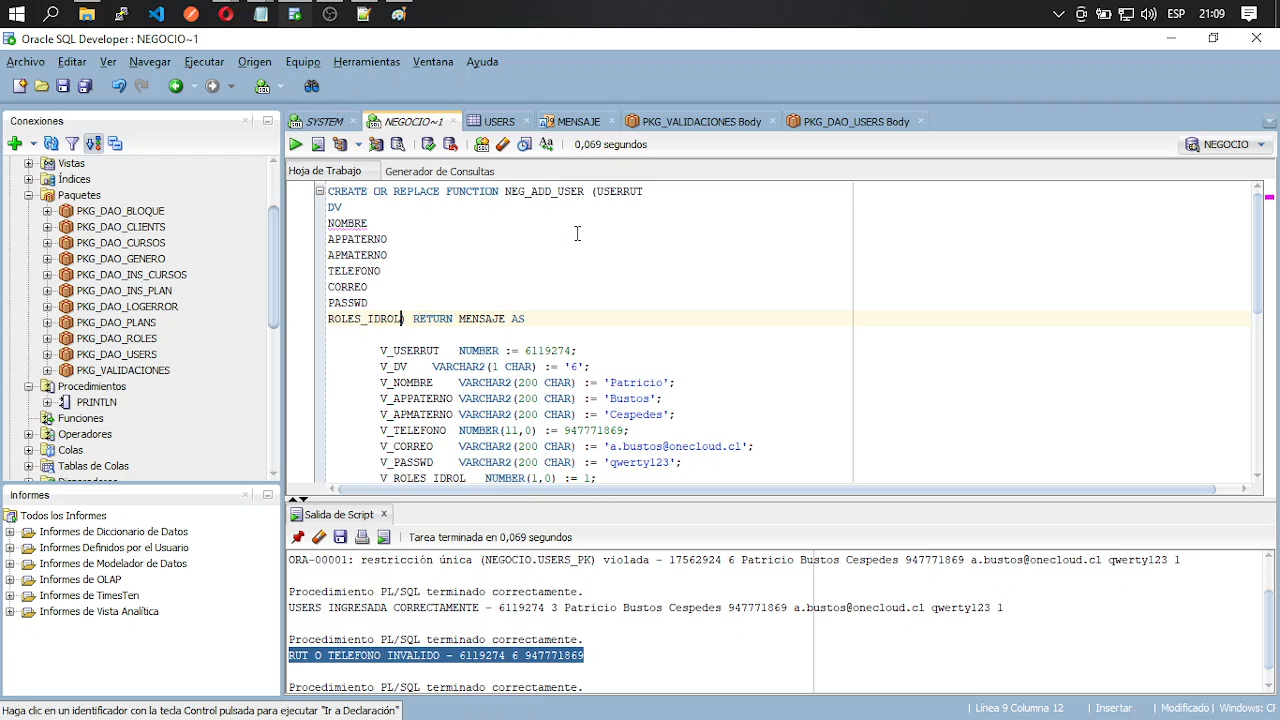 ESP 21:09
Oracle SQL Developer : NEGOCIO~1
Archivo Editar Ver Navegar Ejecutar Origen Equipo Herramientas Ventana Ayuda
Conexiones
Vistas
Índices
Paquetes
PKG_DAO_BLOQUE
PKG_DAO_CLIENTS
PKG_DAO_CURSOS
PKG_DAO_GENERO
PKG_DAO_INS_CURSOS
PKG_DAO_INS_PLAN
PKG_DAO_LOGERROR
PKG_DAO_PLANS
PKG_DAO_ROLES
PKG_DAO_USERS
PKG_VALIDACIONES
Procedimientos
PRINTLN
Funciones
Operadores
Colas
Tablas de Colas
Informes
Todos los Informes
Informes de Diccionario de Datos
Informes Definidos por el Usuario
Informes de Modelador de Datos
Informes de OLAP
Informes de TimesTen
Informes de Vista Analítica
SYSTEM NEGOCIO~1 USERS MENSAJE PKG_VALIDACIONES Body PKG_DAO_USERS Body
0,069 segundos NEGOCIO
Hoja de Trabajo Generador de Consultas
CREATE OR REPLACE FUNCTION NEG_ADD_USER (USERRUT
DV
NOMBRE
APPATERNO
APMATERNO
TELEFONO
CORREO
PASSWD
ROLES_IDROL) RETURN MENSAJE AS
V_USERRUT NUMBER := 6119274;
V_DV VARCHAR2(1 CHAR) := '6';
V_NOMBRE VARCHAR2(200 CHAR) := 'Patricio';
V_APPATERNO VARCHAR2(200 CHAR) := 'Bustos';
V_APMATERNO VARCHAR2(200 CHAR) := 'Cespedes';
V_TELEFONO NUMBER(11,0) := 947771869;
V_CORREO VARCHAR2(200 CHAR) := 'a.bustos@onecloud.cl';
V_PASSWD VARCHAR2(200 CHAR) := 'qwerty123';
V_ROLES_IDROL NUMBER(1,0) := 1;
Salida de Script
Tarea terminada en 0,069 segundos
ORA-00001: restricción única (NEGOCIO.USERS_PK) violada - 17562924 6 Patricio Bustos Cespedes 947771869 a.bustos@onecloud.cl qwerty123 1
Procedimiento PL/SQL terminado correctamente.
USERS INGRESADA CORRECTAMENTE - 6119274 3 Patricio Bustos Cespedes 947771869 a.bustos@onecloud.cl qwerty123 1
Procedimiento PL/SQL terminado correctamente.
RUT O TELEFONO INVALIDO - 6119274 6 947771869
Procedimiento PL/SQL terminado correctamente.
Haga clic en un identificador con la tecla Control pulsada para ejecutar "Ir a Declaración" Línea 9 Columna 12 Insertar Modificado Windows: CF